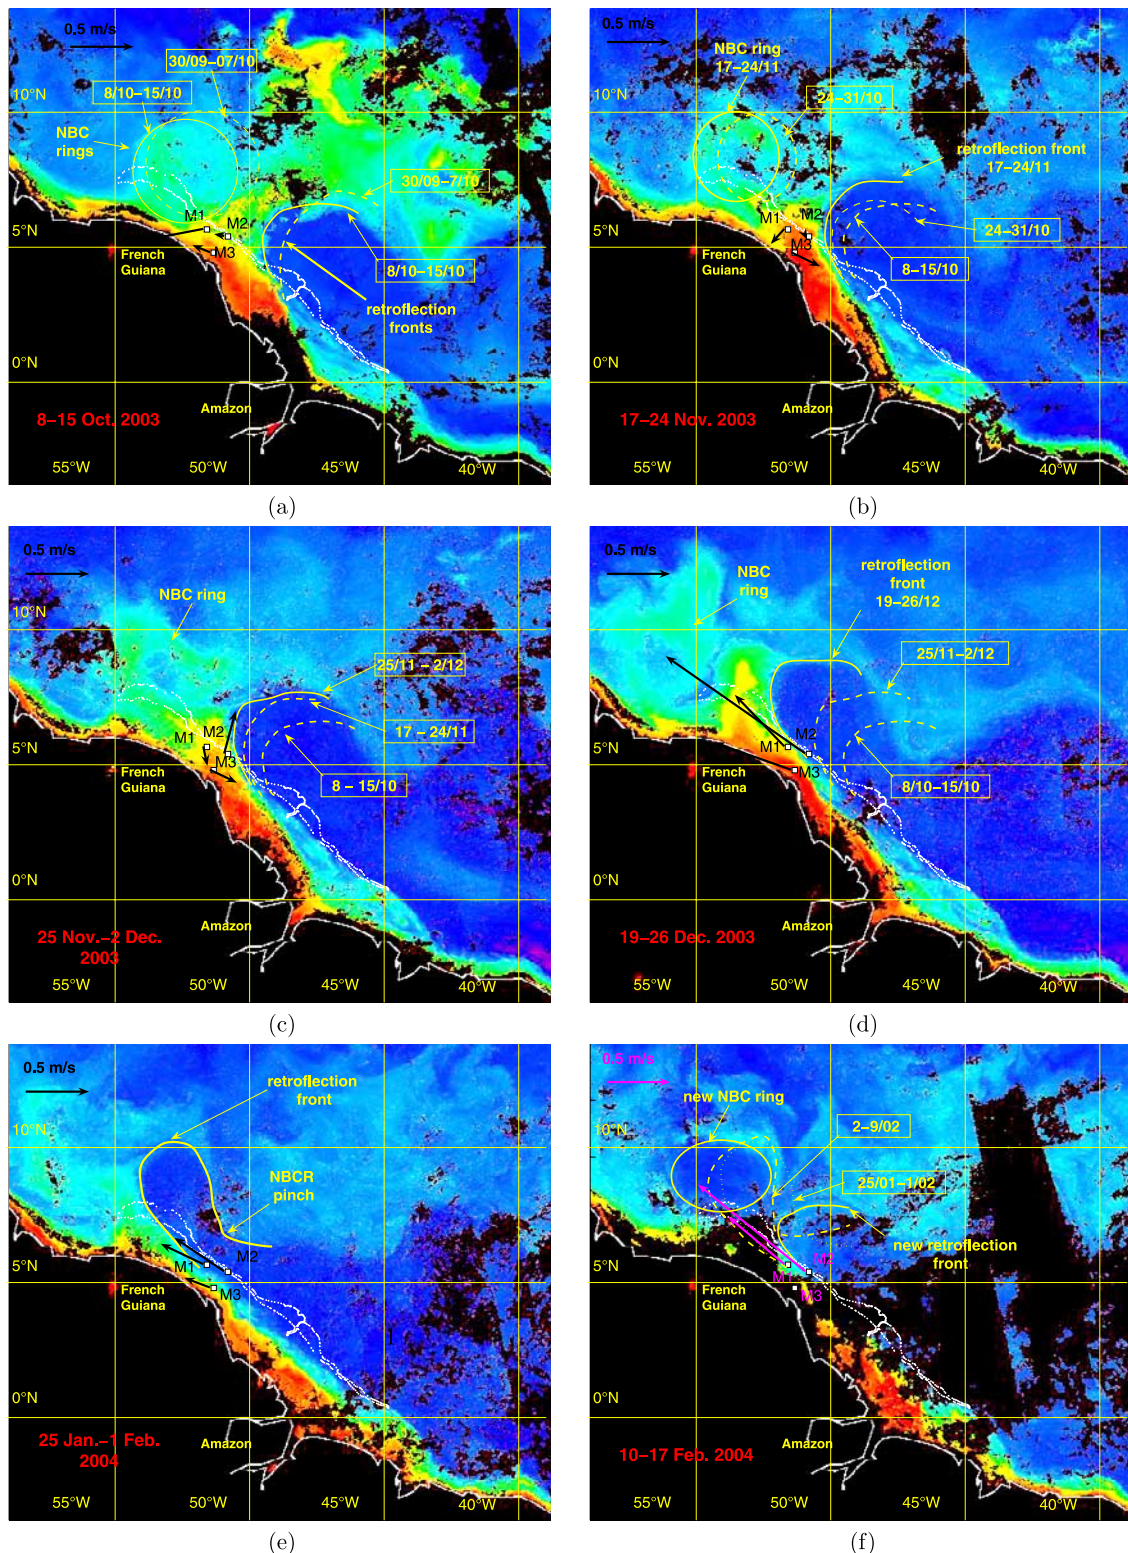 0.5 m/s
30/09−07/10
8/10−15/10
10°N
NBC
rings
30/09−7/10
M1
M2
5°N
M3
French
Guiana
8/10−15/10
retroflection
fronts
0°N
Amazon
8−15 Oct. 2003
55°W
50°W
45°W
40°W
(a)
0.5 m/s
NBC ring
17−24/11
24−31/10
10°N
retroflection front
17−24/11
M1
M2
5°N
M3
24−31/10
French
Guiana
8−15/10
0°N
Amazon
17−24 Nov. 2003
55°W
50°W
45°W
40°W
(b)
0.5 m/s
NBC ring
10°N
25/11 − 2/12
17 − 24/11
M1
M2
5°N
M3
French
Guiana
8 − 15/10
0°N
Amazon
25 Nov.−2 Dec.
2003
55°W
50°W
45°W
40°W
(c)
0.5 m/s
NBC
ring
retroflection
front
19−26/12
10°N
25/11−2/12
M1
M2
5°N
M3
French
Guiana
8/10−15/10
0°N
Amazon
19−26 Dec. 2003
55°W
50°W
45°W
40°W
(d)
0.5 m/s
retroflection
front
10°N
NBCR
pinch
M2
M1
5°N
M3
French
Guiana
0°N
Amazon
25 Jan.−1 Feb.
2004
55°W
50°W
45°W
40°W
(e)
0.5 m/s
new NBC ring
2−9/02
10°N
25/01−1/02
new retroflection
front
M2
M1
5°N
M3
French
Guiana
0°N
Amazon
10−17 Feb. 2004
55°W
50°W
45°W
40°W
(f)